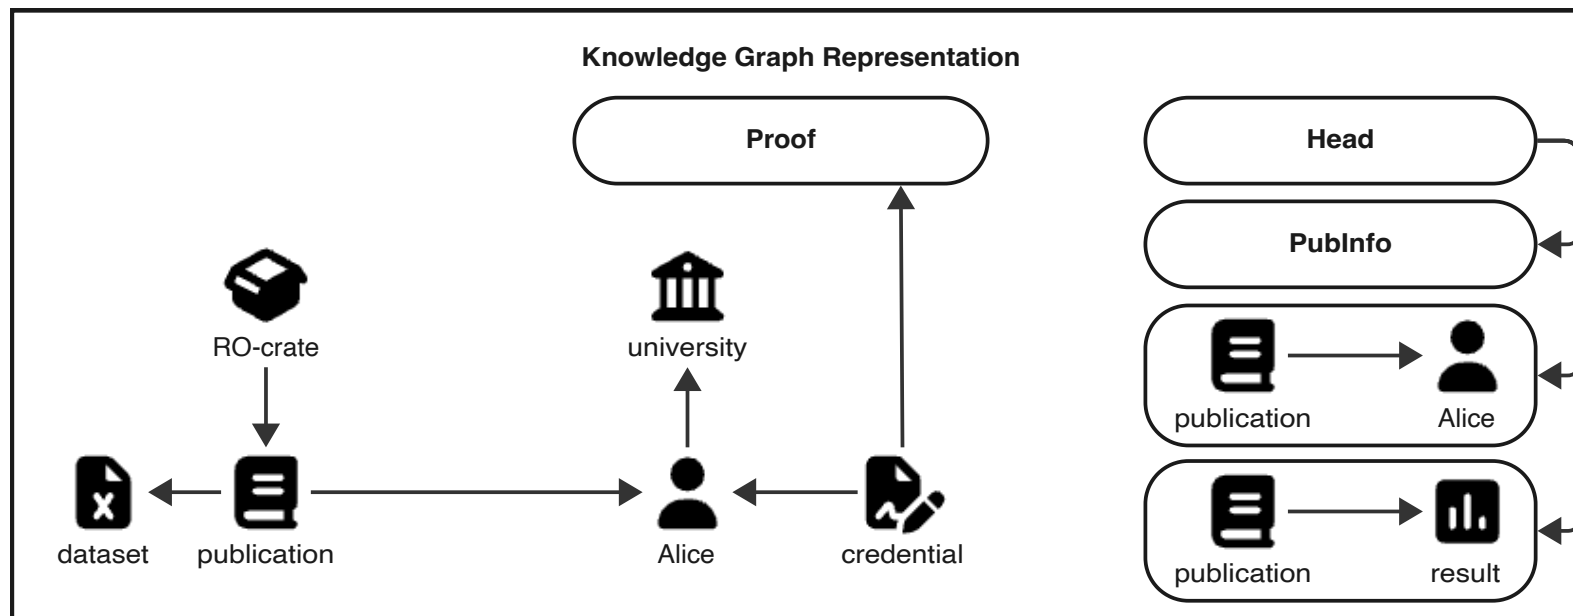 Knowledge Graph Representation
Proof
Head
PubInfo
RO-crate
university
publication
Alice
dataset
publication
Alice
credential
publication
result